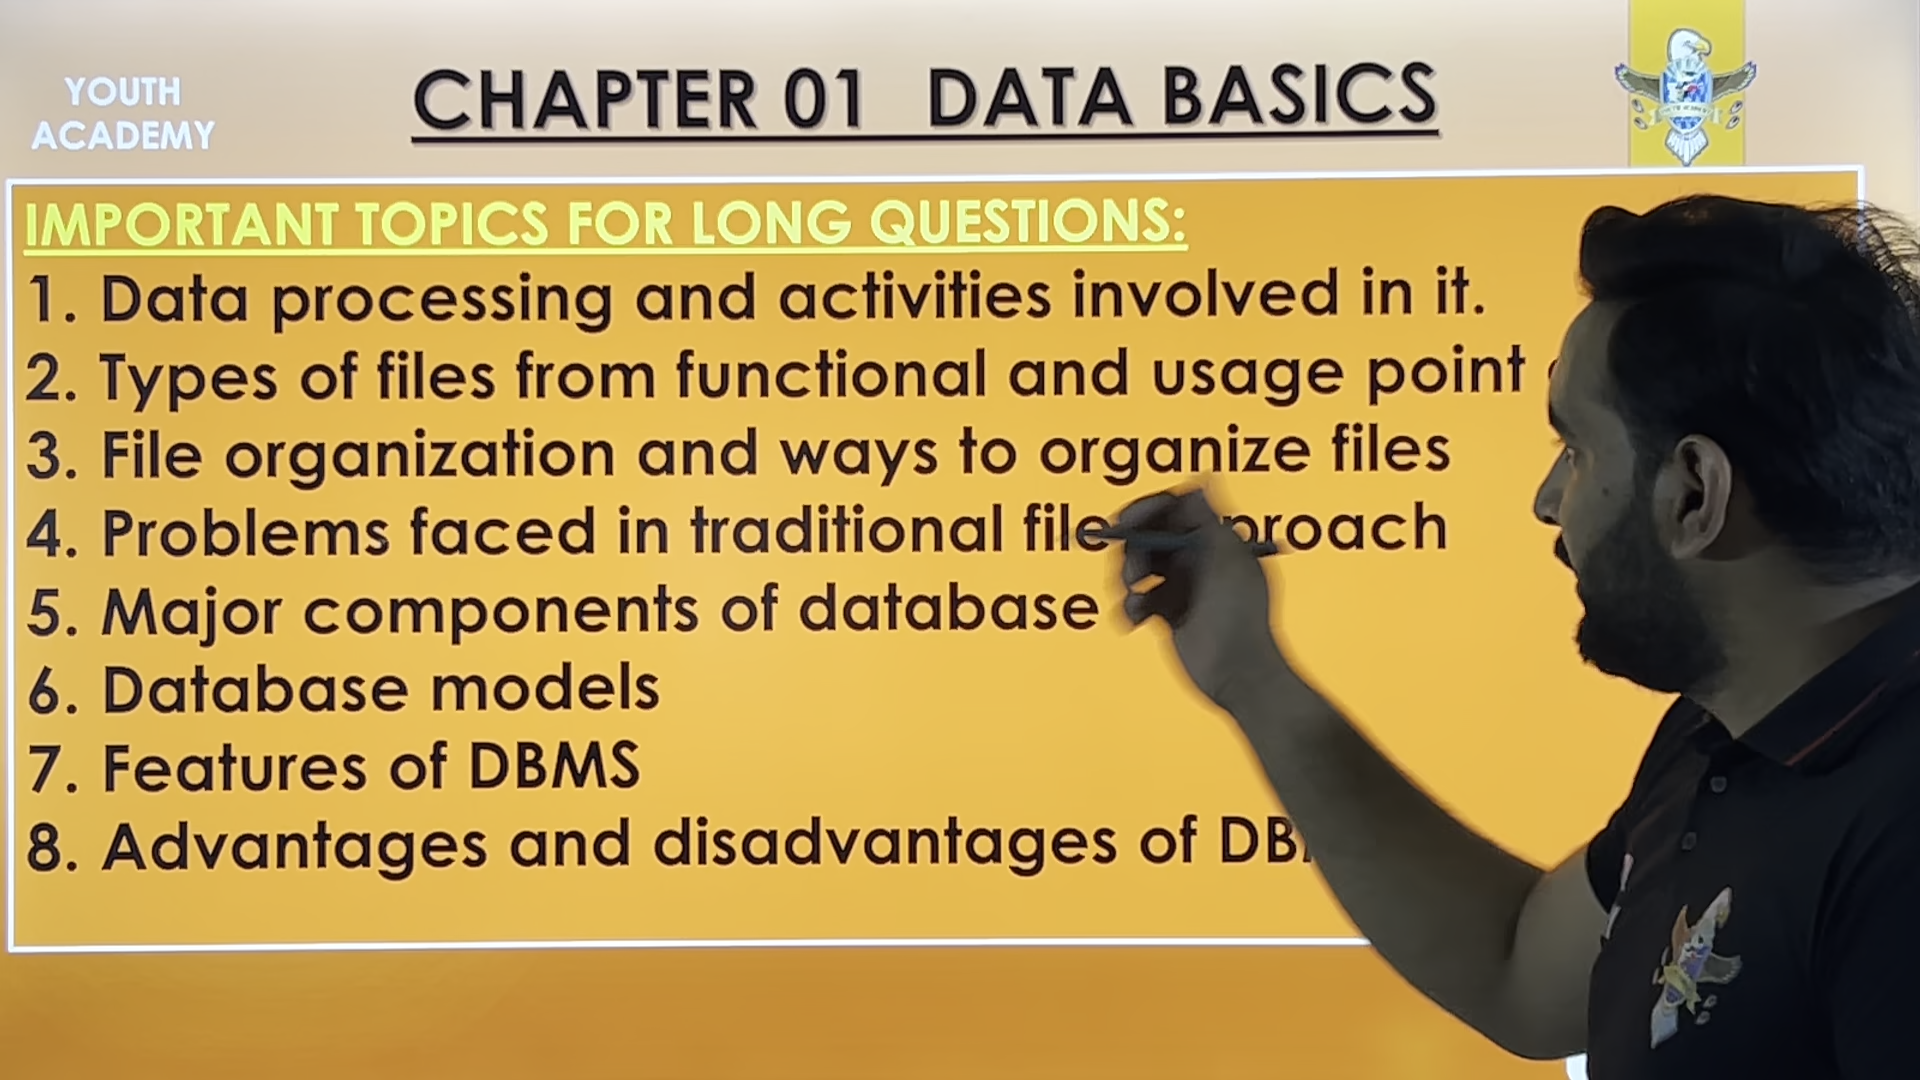 YOUTH
ACADEMY
CHAPTER 01 DATA BASICS
IMPORTANT TOPICS FOR LONG QUESTIONS:
1. Data processing and activities involved in it.
2. Types of files from functional and usage point
3. File organization and ways to organize files
4. Problems faced in traditional file
5. Major components of database
6. Database models
7. Features of DBMS
8. Advantages and disadvantages of